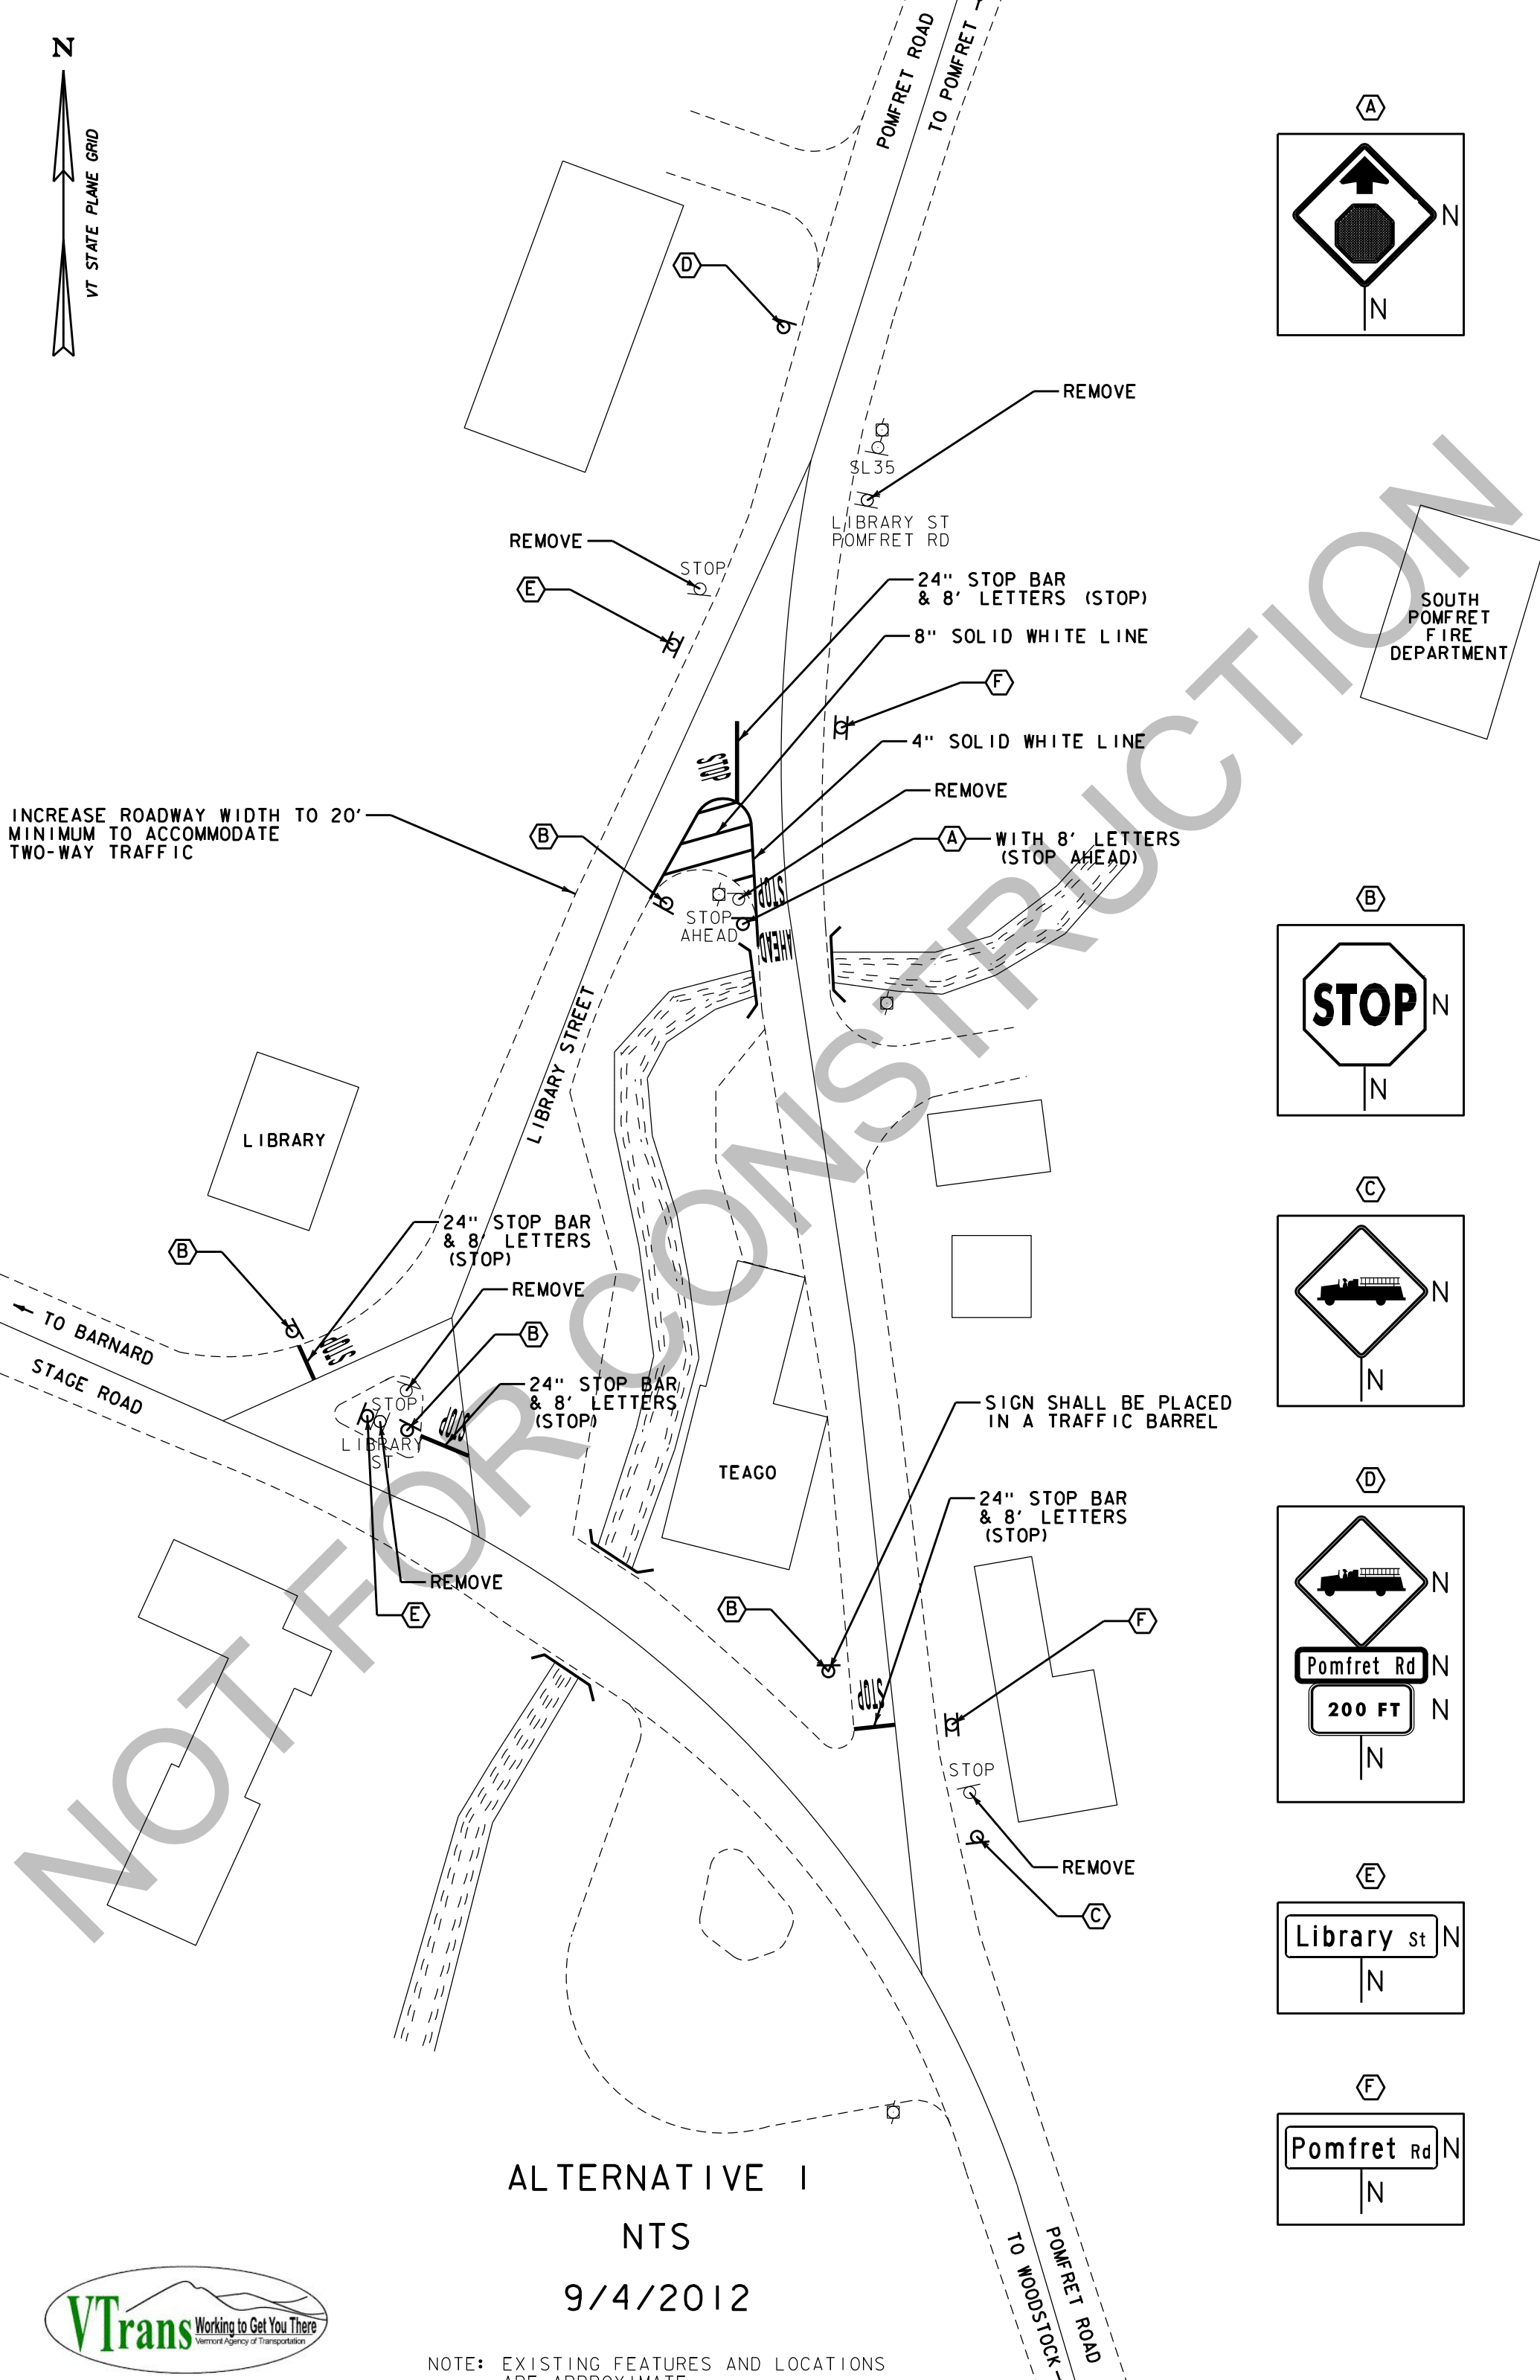 N
VT STATE PLANE GRID
POMFRET ROAD
TO POMFRET
A
N
N
D
REMOVE
SL35
LIBRARY ST
POMFRET RD
REMOVE
STOP
E
24" STOP BAR
& 8' LETTERS (STOP)
8" SOLID WHITE LINE
SOUTH
POMFRET
FIRE
DEPARTMENT
F
4" SOLID WHITE LINE
STOP
REMOVE
INCREASE ROADWAY WIDTH TO 20'
MINIMUM TO ACCOMMODATE
TWO-WAY TRAFFIC
B
A
WITH 8' LETTERS
(STOP AHEAD)
STOP
AHEAD
STOP
AHEAD
B
STOP
N
N
LIBRARY STREET
LIBRARY
C
N
N
24" STOP BAR
& 8' LETTERS
(STOP)
B
REMOVE
B
STOP
TO BARNARD
STAGE ROAD
24" STOP BAR
& 8' LETTERS
(STOP)
STOP
STOP
LIBRARY
ST
SIGN SHALL BE PLACED
IN A TRAFFIC BARREL
TEAGO
24" STOP BAR
& 8' LETTERS
(STOP)
D
N
Pomfret Rd
N
200 FT
N
N
REMOVE
E
B
F
STOP
STOP
REMOVE
C
E
Library St
N
N
F
Pomfret Rd
N
N
NOT FOR CONSTRUCTION
ALTERNATIVE 1
NTS
9/4/2012
POMFRET ROAD
TO WOODSTOCK
VTrans
Working to Get You There
Vermont Agency of Transportation
NOTE: EXISTING FEATURES AND LOCATIONS
ARE APPROXIMATE